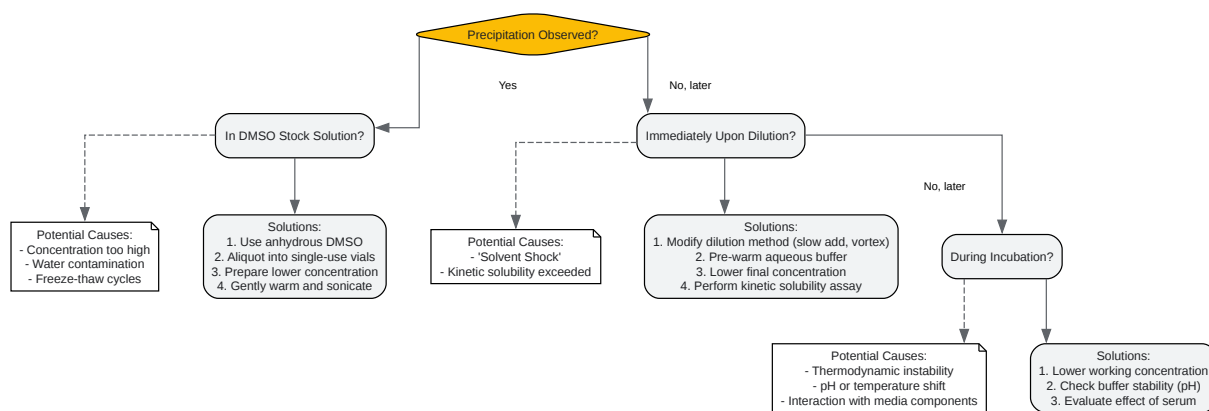 Precipitation Observed?
Yes
No, later
In DMSO Stock Solution?
Immediately Upon Dilution?
No, later
Potential Causes:
- Concentration too high
- Water contamination
- Freeze-thaw cycles
Solutions:
1. Use anhydrous DMSO
2. Aliquot into single-use vials
3. Prepare lower concentration
4. Gently warm and sonicate
Potential Causes:
- 'Solvent Shock'
- Kinetic solubility exceeded
Solutions:
1. Modify dilution method (slow add, vortex)
2. Pre-warm aqueous buffer
3. Lower final concentration
4. Perform kinetic solubility assay
During Incubation?
Potential Causes:
- Thermodynamic instability
- pH or temperature shift
- Interaction with media components
Solutions:
1. Lower working concentration
2. Check buffer stability (pH)
3. Evaluate effect of serum